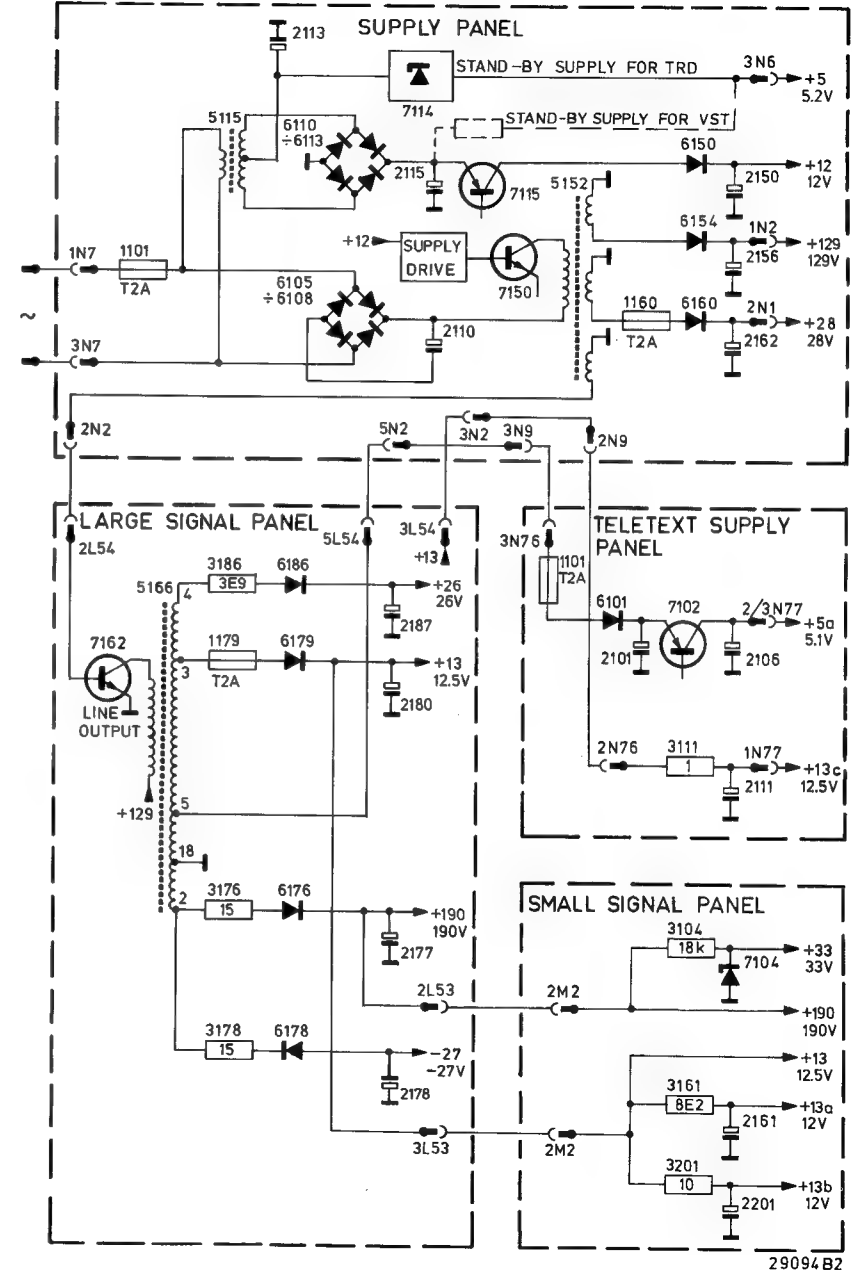 SUPPLY PANEL
2113
STAND-BY SUPPLY FOR TRD
3N6
+5
5.2V
7114
5115
6110
÷6113
STAND-BY SUPPLY FOR VST
6150
2115
7115
5152
2150
+12
12V
6154
1N2
+129
129V
2156
+12
SUPPLY
DRIVE
7150
1N7
1101
T2A
6105
÷6108
1160
T2A
6160
2N1
+28
28V
2162
~
2110
3N7
2N2
5N2
3N2
3N9
2N9
LARGE SIGNAL PANEL
2L54
5L54
3L54
+13
3N76
TELETEXT SUPPLY
PANEL
1101
T2A
5166
4
3186
3E9
6186
+26
26V
2187
6101
7102
2/3N77
+5a
5.1V
2101
2106
7162
LINE
OUTPUT
3
1179
T2A
6179
+13
12.5V
2180
2N76
3111
1
1N77
+13c
12.5V
2111
+129
5
18
2
3176
15
6176
+190
190V
2177
SMALL SIGNAL PANEL
3104
18k
7104
+33
33V
2L53
2M2
+190
190V
3178
15
6178
-27
-27V
2178
+13
12.5V
3161
8E2
+13a
12V
2161
3L53
2M2
3201
10
+13b
12V
2201
29094B2